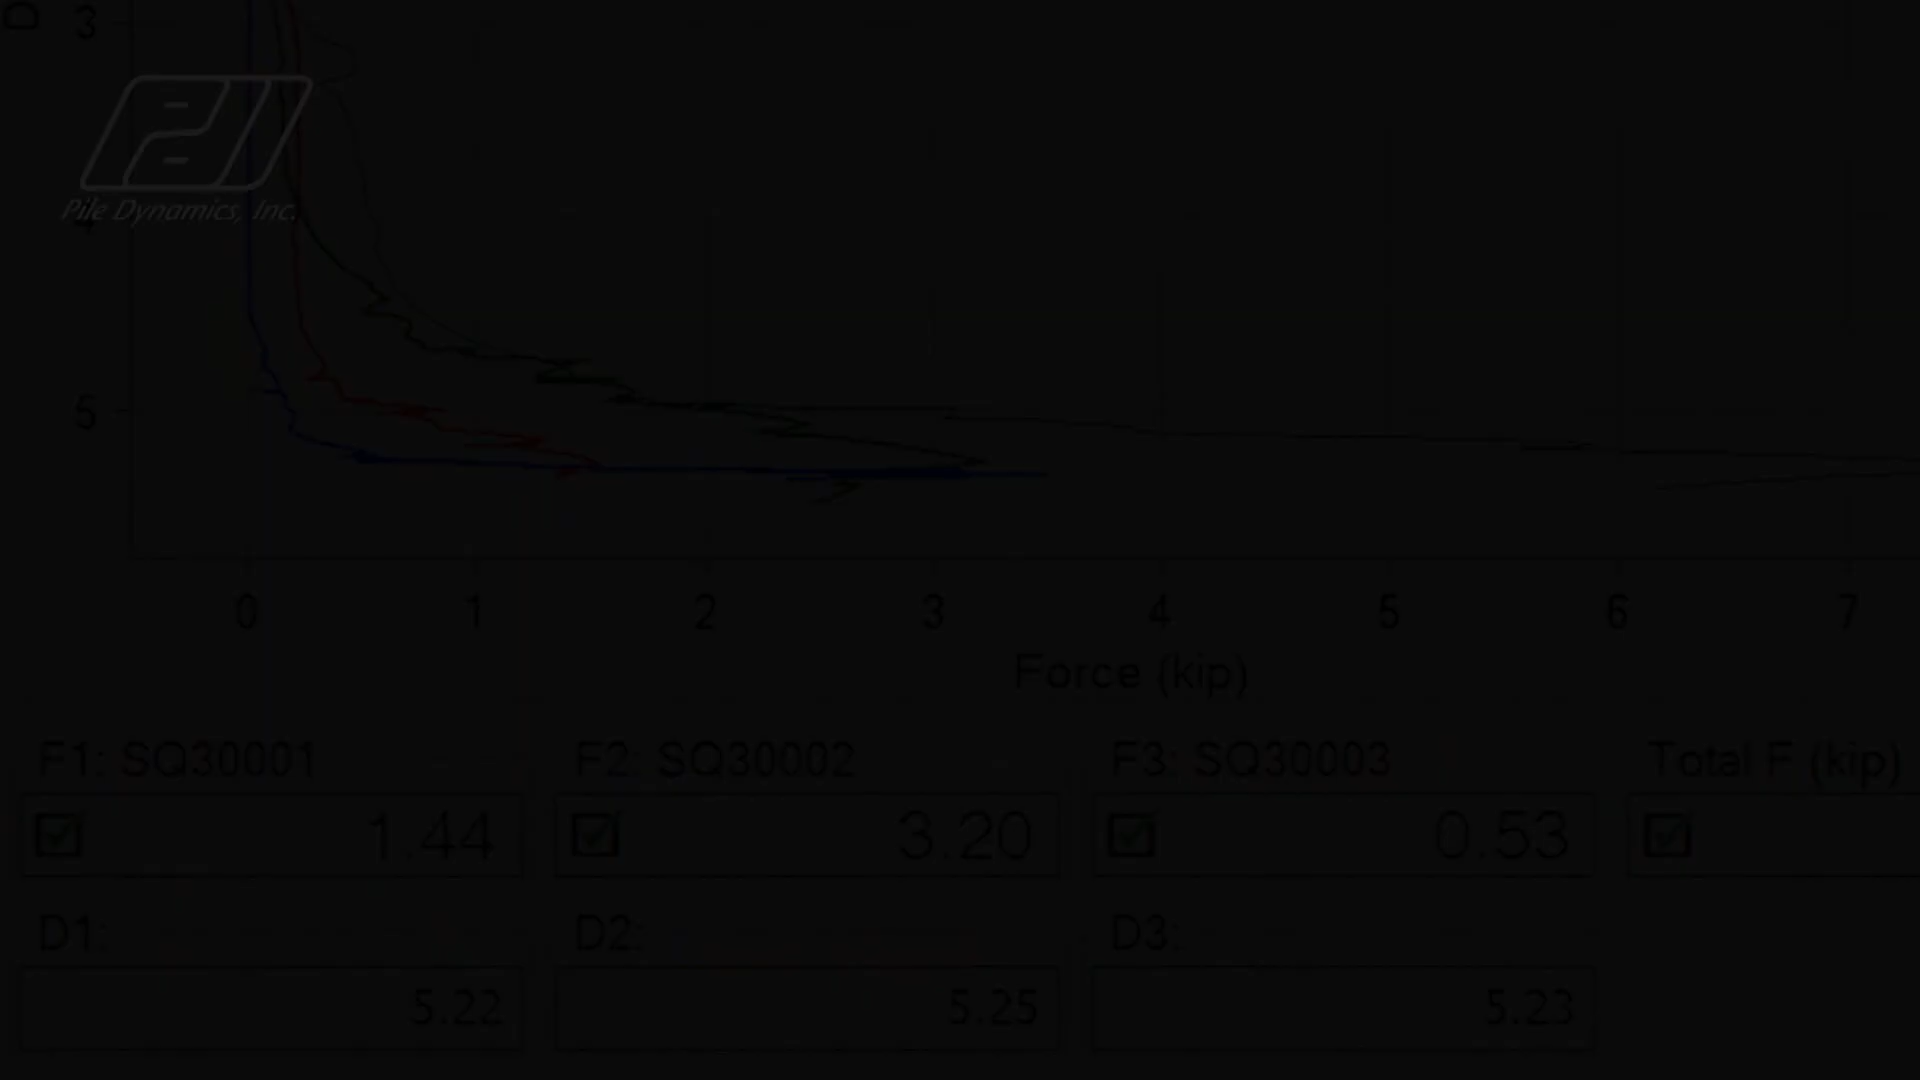 D
3
PDI
Pile Dynamics, Inc.
4
5
0 1 2 3 4 5 6 7
Force (kip)
F1: SQ30001 F2: SQ30002 F3: SQ30003 Total F (kip)
1.44 3.20 0.53
D1: D2: D3:
5.22 5.25 5.23